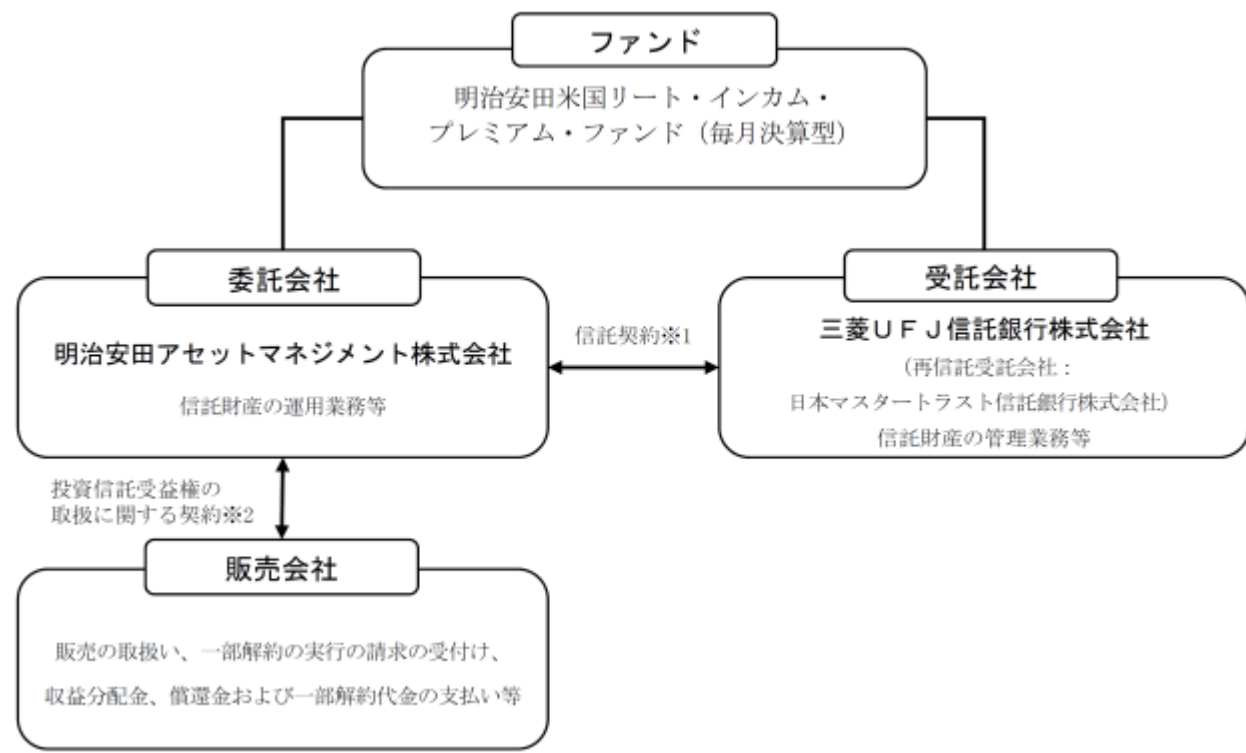 ファンド
明治安田米国リート・インカム・
プレミアム・ファンド（毎月決算型）
委託会社
明治安田アセットマネジメント株式会社
信託財産の運用業務等
信託契約※1
受託会社
三菱ＵＦＪ信託銀行株式会社
（再信託受託会社：
日本マスタートラスト信託銀行株式会社）
信託財産の管理業務等
投資信託受益権の
取扱に関する契約※2
販売会社
販売の取扱い、一部解約の実行の請求の受付け、
収益分配金、償還金および一部解約代金の支払い等